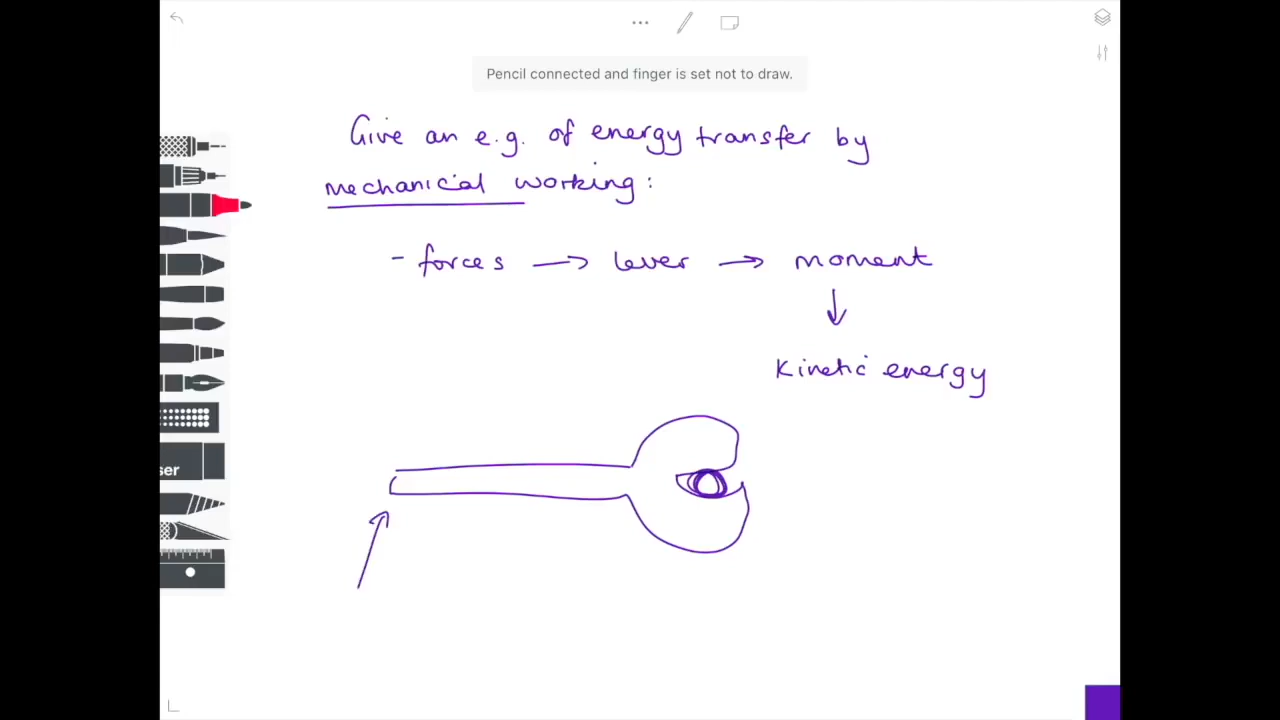 Pencil connected and finger is set not to draw.
Give an e.g. of energy transfer by
mechanical working:
- forces → lever → moment
↓
kinetic energy
ser